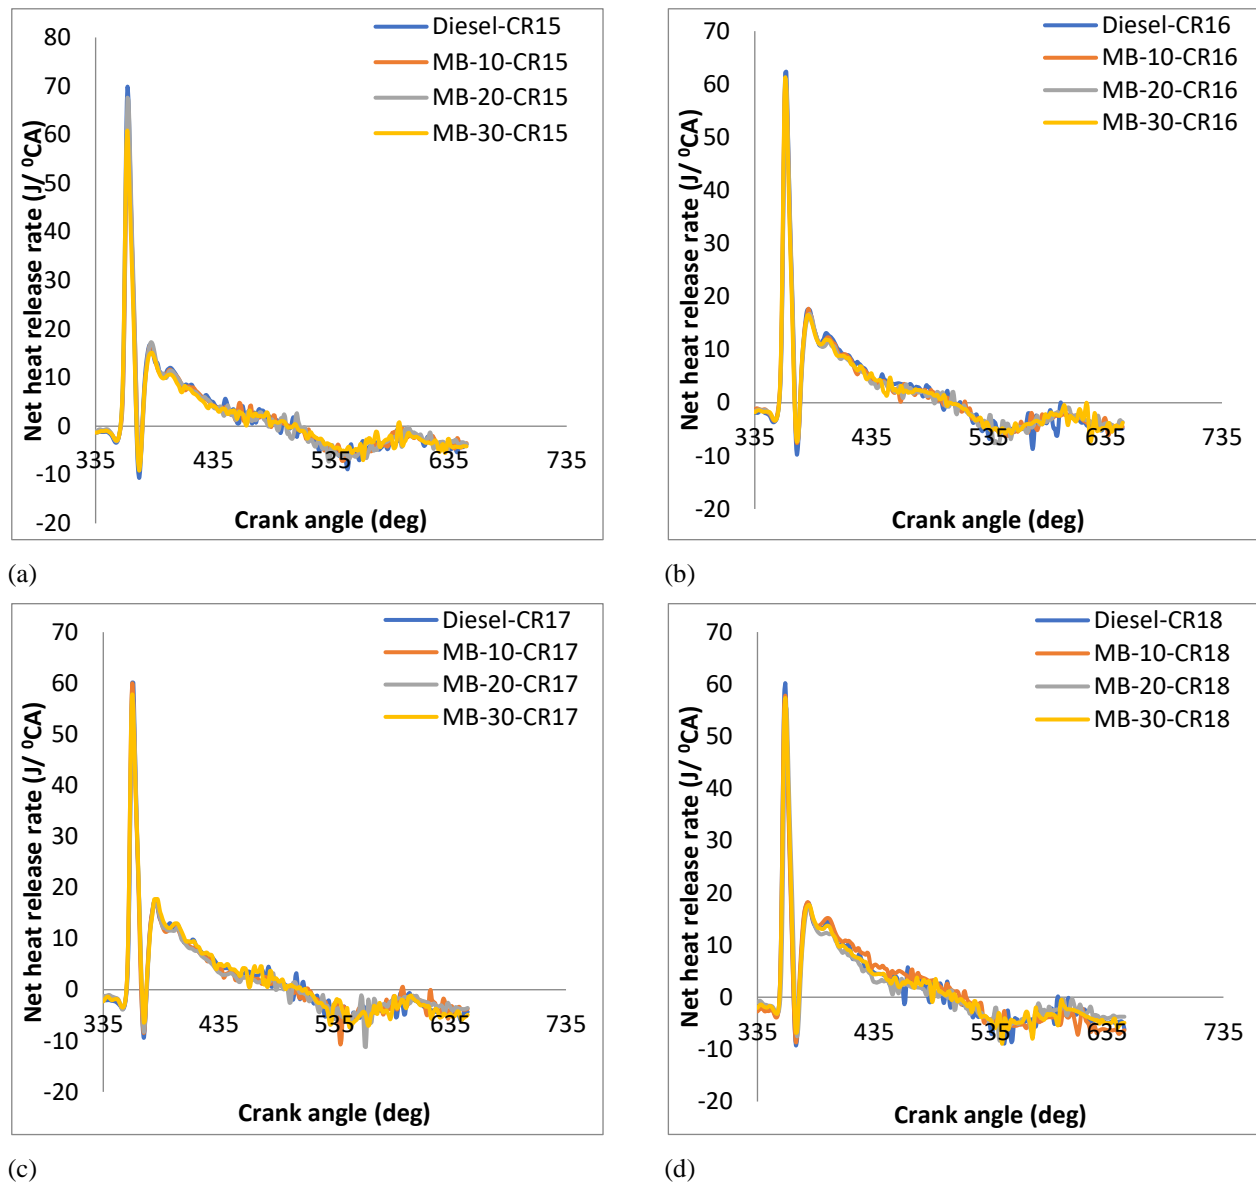 80
70
60
50
40
30
20
10
0
-10
-20
335
435
535
635
735
Net heat release rate (J/ ⁰CA)
Crank angle (deg)
Diesel-CR15
MB-10-CR15
MB-20-CR15
MB-30-CR15
(a)
70
60
50
40
30
20
10
0
-10
-20
335
435
535
635
735
Net heat release rate (J/ ⁰CA)
Crank angle (deg)
Diesel-CR16
MB-10-CR16
MB-20-CR16
MB-30-CR16
(b)
70
60
50
40
30
20
10
0
-10
-20
335
435
535
635
735
Net heat release rate (J/ ⁰CA)
Crank angle (deg)
Diesel-CR17
MB-10-CR17
MB-20-CR17
MB-30-CR17
(c)
70
60
50
40
30
20
10
0
-10
-20
335
435
535
635
735
Net heat release rate (J/ ⁰CA)
Crank angle (deg)
Diesel-CR18
MB-10-CR18
MB-20-CR18
MB-30-CR18
(d)